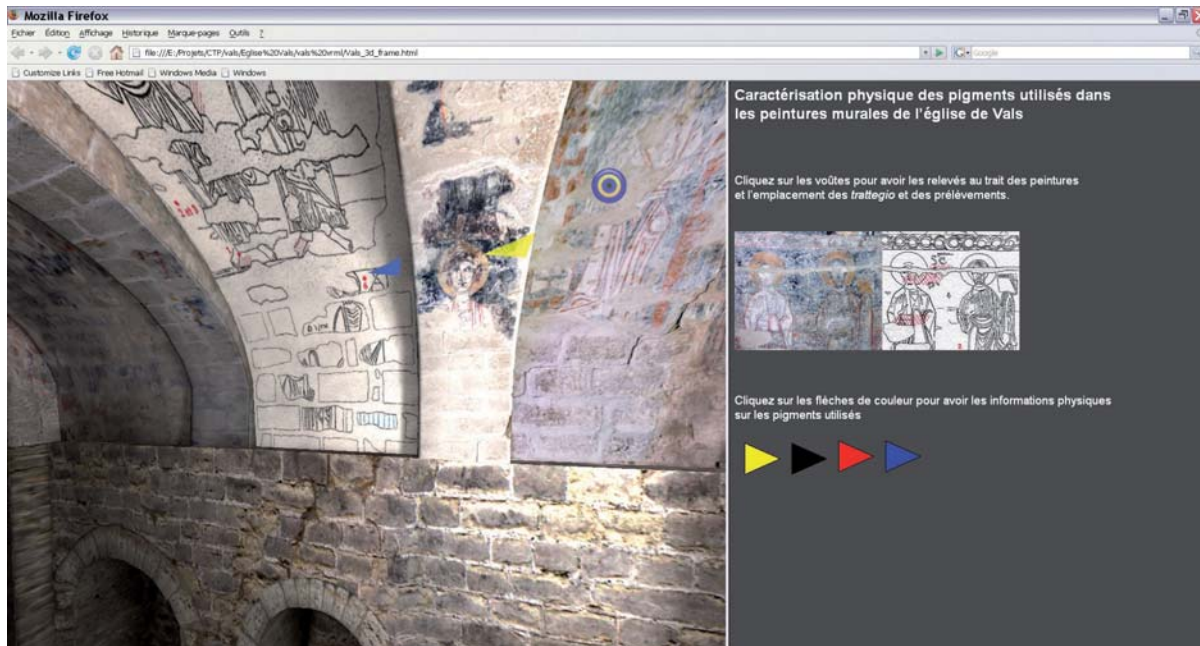 Mozilla Firefox
Fichier Édition Affichage Historique Marque-pages Outils ?
file:///E:/Projets/CTP/vals/Eglise%20Vals/vals%20vrml/Vals_3d_frame.html
Google
Customize Links Free Hotmail Windows Media Windows
Caractérisation physique des pigments utilisés dans
les peintures murales de l'église de Vals
Cliquez sur les voûtes pour avoir les relevés au trait des peintures
et l'emplacement des trattegio et des prélèvements.
Cliquez sur les flèches de couleur pour avoir les informations physiques
sur les pigments utilisés